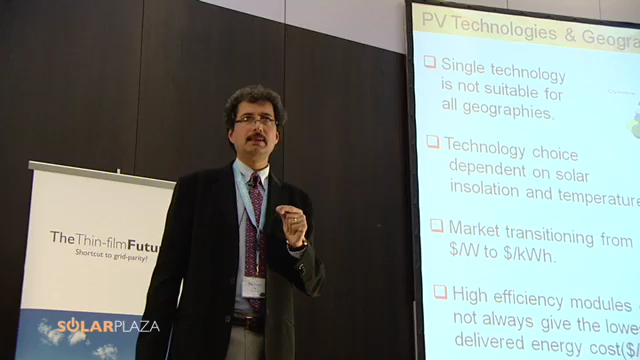 PV Technologies & Geogra
Single technology
is not suitable for
all geographies.
Technology choice
dependent on solar
insolation and temperature
Market transitioning from
$/W to $/kWh.
High efficiency modules
not always give the lowe
delivered energy cost($/
TheThin-filmFutu
Shortcut to grid-parity?
SOLARPLAZA